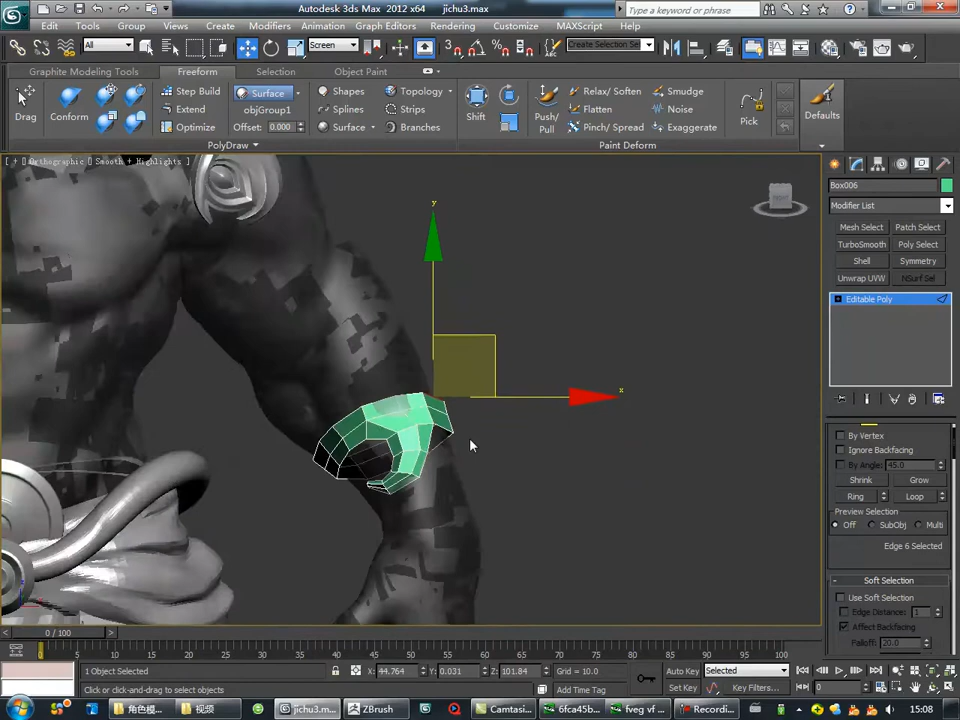 Autodesk 3ds Max 2012 x64 jichu3.max
Type a keyword or phrase
Edit Tools Group Views Create Modifiers Animation Graph Editors Rendering Customize MAXScript Help
All Screen Create Selection Se
Graphite Modeling Tools Freeform Selection Object Paint
Step Build Surface Shapes Topology Relax/ Soften Smudge
Extend objGroup1 Splines Strips Flatten Noise
Drag Conform Optimize Offset: 0.000 Surface Branches Shift Push/ Pull Pinch/ Spread Exaggerate Pick Defaults
PolyDraw Paint Deform
[ + ] Orthographic ] Smooth + Highlights ]
y
x
Box006
Modifier List
Mesh Select Patch Select
TurboSmooth Poly Select
Shell Symmetry
Unwrap UVW NSurf Sel
Editable Poly
By Vertex
Ignore Backfacing
By Angle: 45.0
Shrink Grow
Ring Loop
Preview Selection
Off SubObj Multi
Edge 6 Selected
Soft Selection
Use Soft Selection
Edge Distance: 1
Affect Backfacing
Falloff: 20.0
0 / 100
0 5 10 15 20 25 30 35 40 45 50 55 60 65 70 75 80 85 90 95 100
1 Object Selected X: 44.764 Y: 0.031 Z: 101.84 Grid = 10.0 Auto Key Selected
Click or click-and-drag to select objects Add Time Tag Set Key Key Filters... 0
角色模... 视频 jichu3.m... ZBrush Camtasi... 6fca45b... fveg vf ... Recordi... 15:08